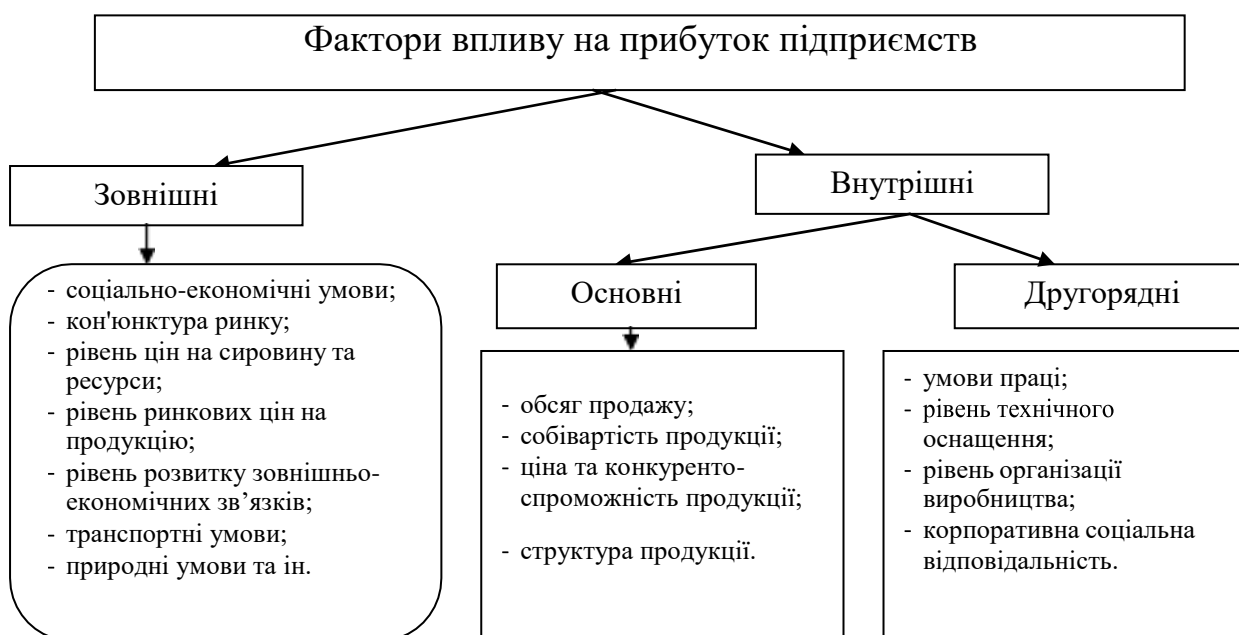 Фактори впливу на прибуток підприємств
Зовнішні
Внутрішні
- соціально-економічні умови;
- кон'юнктура ринку;
- рівень цін на сировину та
ресурси;
- рівень ринкових цін на
продукцію;
- рівень розвитку зовнішньо-
економічних зв’язків;
- транспортні умови;
- природні умови та ін.
Основні
Другорядні
- обсяг продажу;
- собівартість продукції;
- ціна та конкуренто-
спроможність продукції;
- структура продукції.
- умови праці;
- рівень технічного
оснащення;
- рівень організації
виробництва;
- корпоративна соціальна
відповідальність.